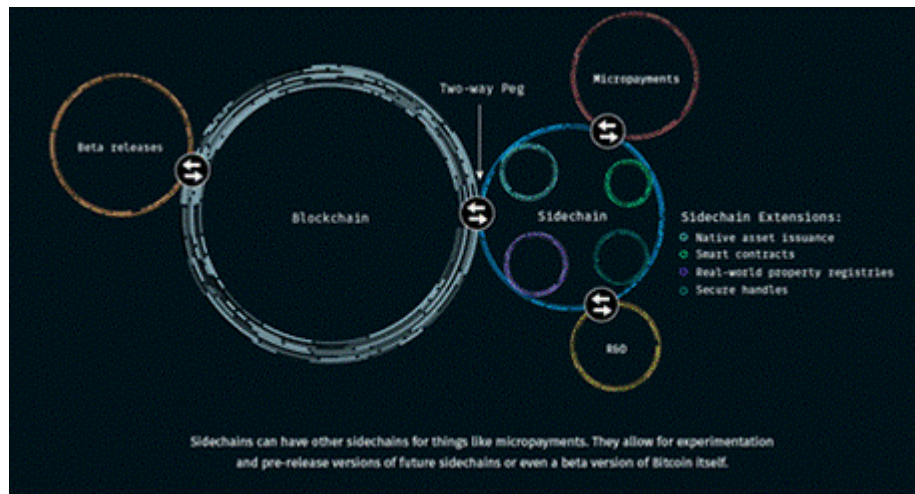 Two-way Peg
Micropayments
Beta releases
Blockchain
Sidechain
Sidechain Extensions:
Native asset issuance
Smart contracts
Real-world property registries
Secure handles
R&D
Sidechains can have other sidechains for things like micropayments. They allow for experimentation
and pre-release versions of future sidechains or even a beta version of Bitcoin itself.